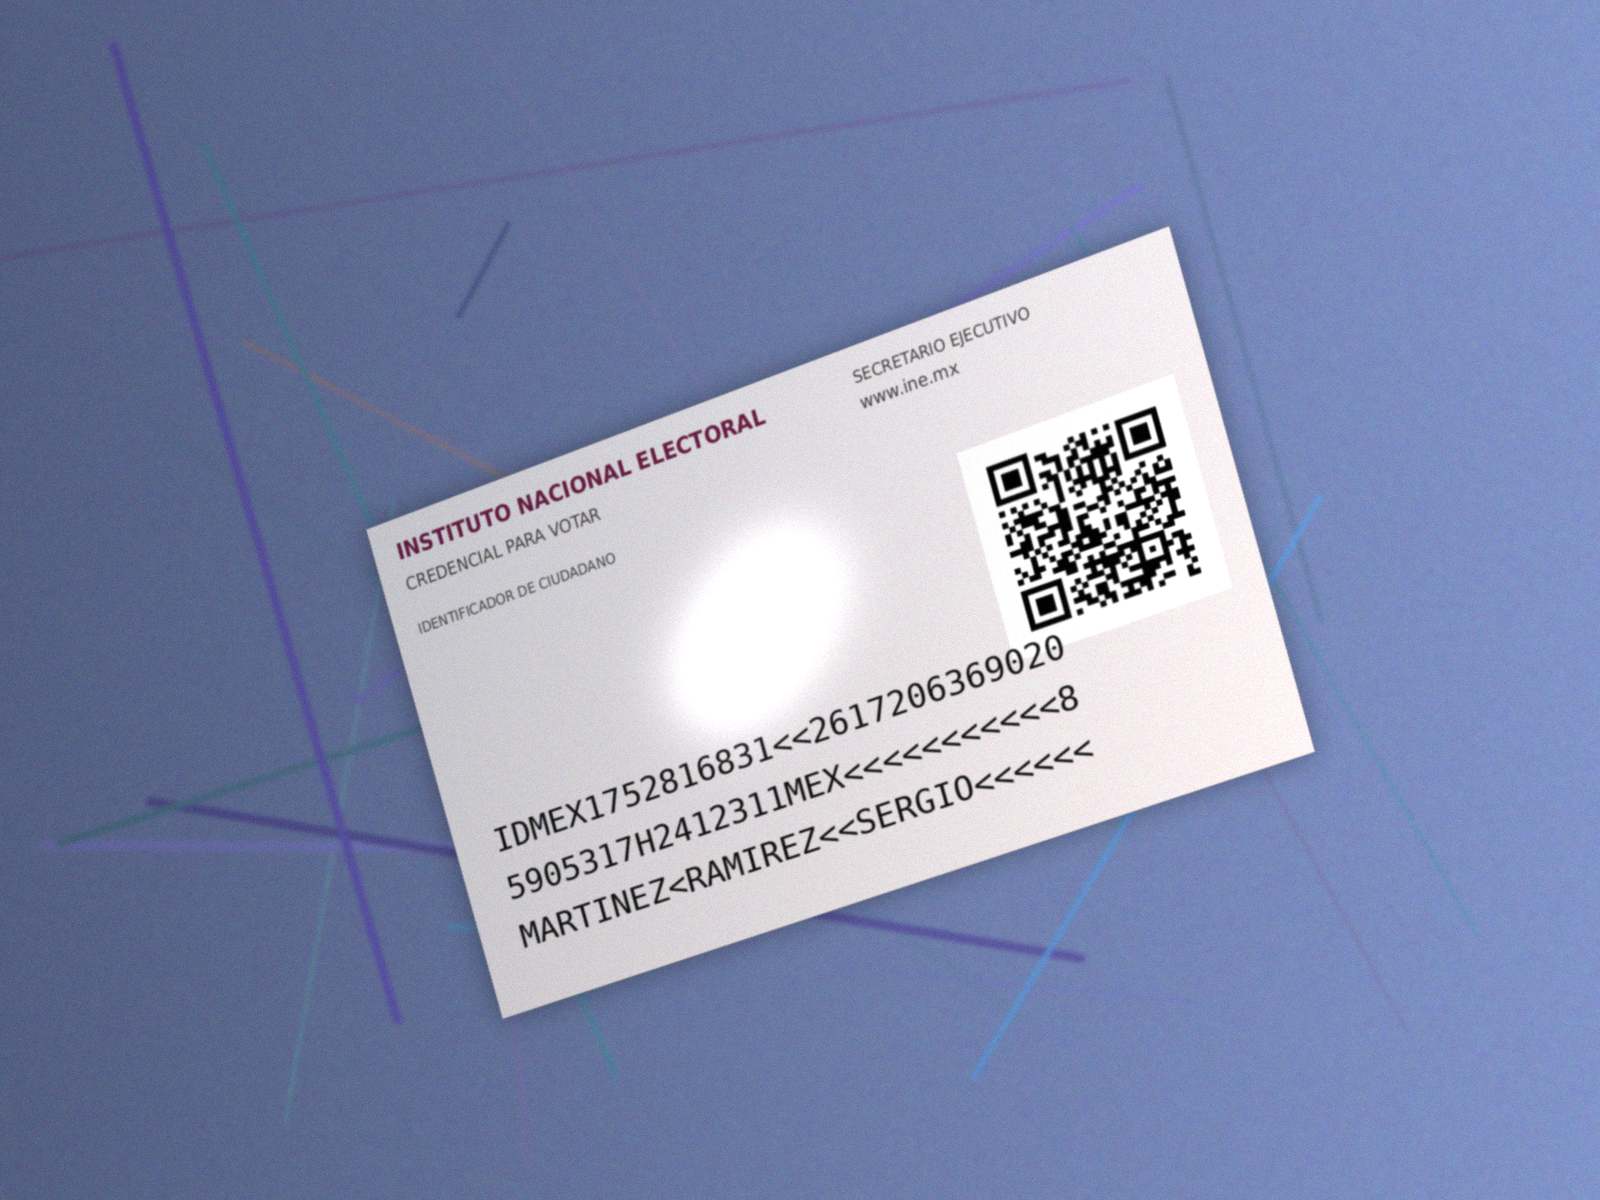 INSTITUTO NACIONAL ELECTORAL
CREDENCIAL PARA VOTAR
IDENTIFICADOR DE CIUDADANO
SECRETARIO EJECUTIVO
www.ine.mx
IDMEX1752816831<<2617206369020
5905317H2412311MEX<<<<<<<<<<<8
MARTINEZ<RAMIREZ<<SERGIO<<<<<<